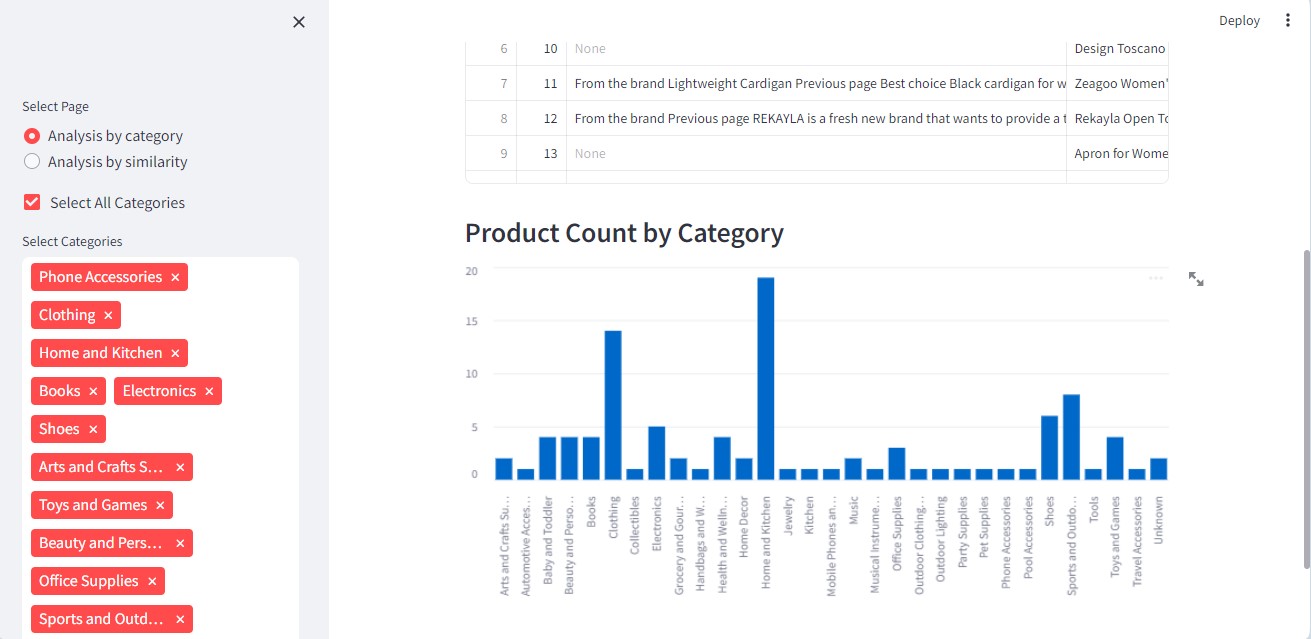 Deploy
Select Page
Analysis by category
Analysis by similarity
Select All Categories
Select Categories
Phone Accessories ×
Clothing ×
Home and Kitchen ×
Books × Electronics ×
Shoes ×
Arts and Crafts S... ×
Toys and Games ×
Beauty and Pers... ×
Office Supplies ×
Sports and Outd... ×
6 10 None Design Toscano
7 11 From the brand Lightweight Cardigan Previous page Best choice Black cardigan for w Zeagoo Women'
8 12 From the brand Previous page REKAYLA is a fresh new brand that wants to provide a t Rekayla Open To
9 13 None Apron for Wome
Product Count by Category
20
15
10
5
0
Arts and Crafts Su...
Automotive Acces...
Baby and Toddler
Beauty and Perso...
Books
Clothing
Collectibles
Electronics
Grocery and Gour...
Handbags and W...
Health and Welln...
Home Decor
Home and Kitchen
Jewelry
Kitchen
Mobile Phones an...
Music
Musical Instrume...
Office Supplies
Outdoor Clothing...
Outdoor Lighting
Party Supplies
Pet Supplies
Phone Accessories
Pool Accessories
Shoes
Sports and Outdo...
Tools
Toys and Games
Travel Accessories
Unknown